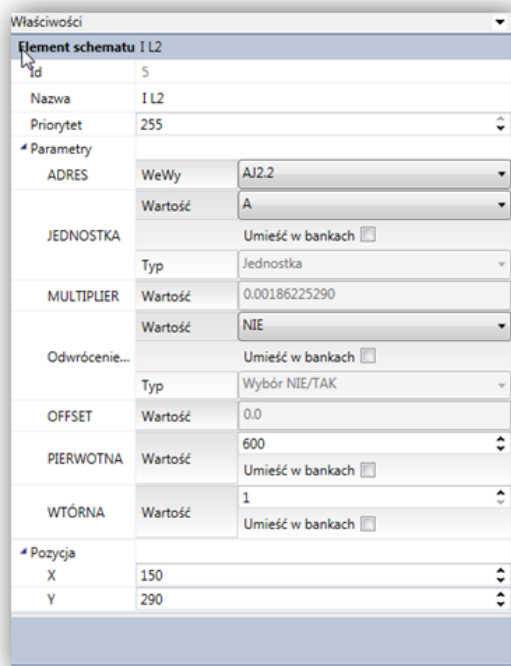 Właściwości
Element schematu I L2
Id 5
Nazwa I L2
Priorytet 255
Parametry
ADRES WeWy AJ2.2
Wartość A
JEDNOSTKA Umieść w bankach
Typ Jednostka
MULTIPLIER Wartość 0.00186225290
Wartość NIE
Odwrócenie... Umieść w bankach
Typ Wybór NIE/TAK
OFFSET Wartość 0.0
600
PIERWOTNA Wartość
Umieść w bankach
1
WTÓRNA Wartość
Umieść w bankach
Pozycja
X 150
Y 290